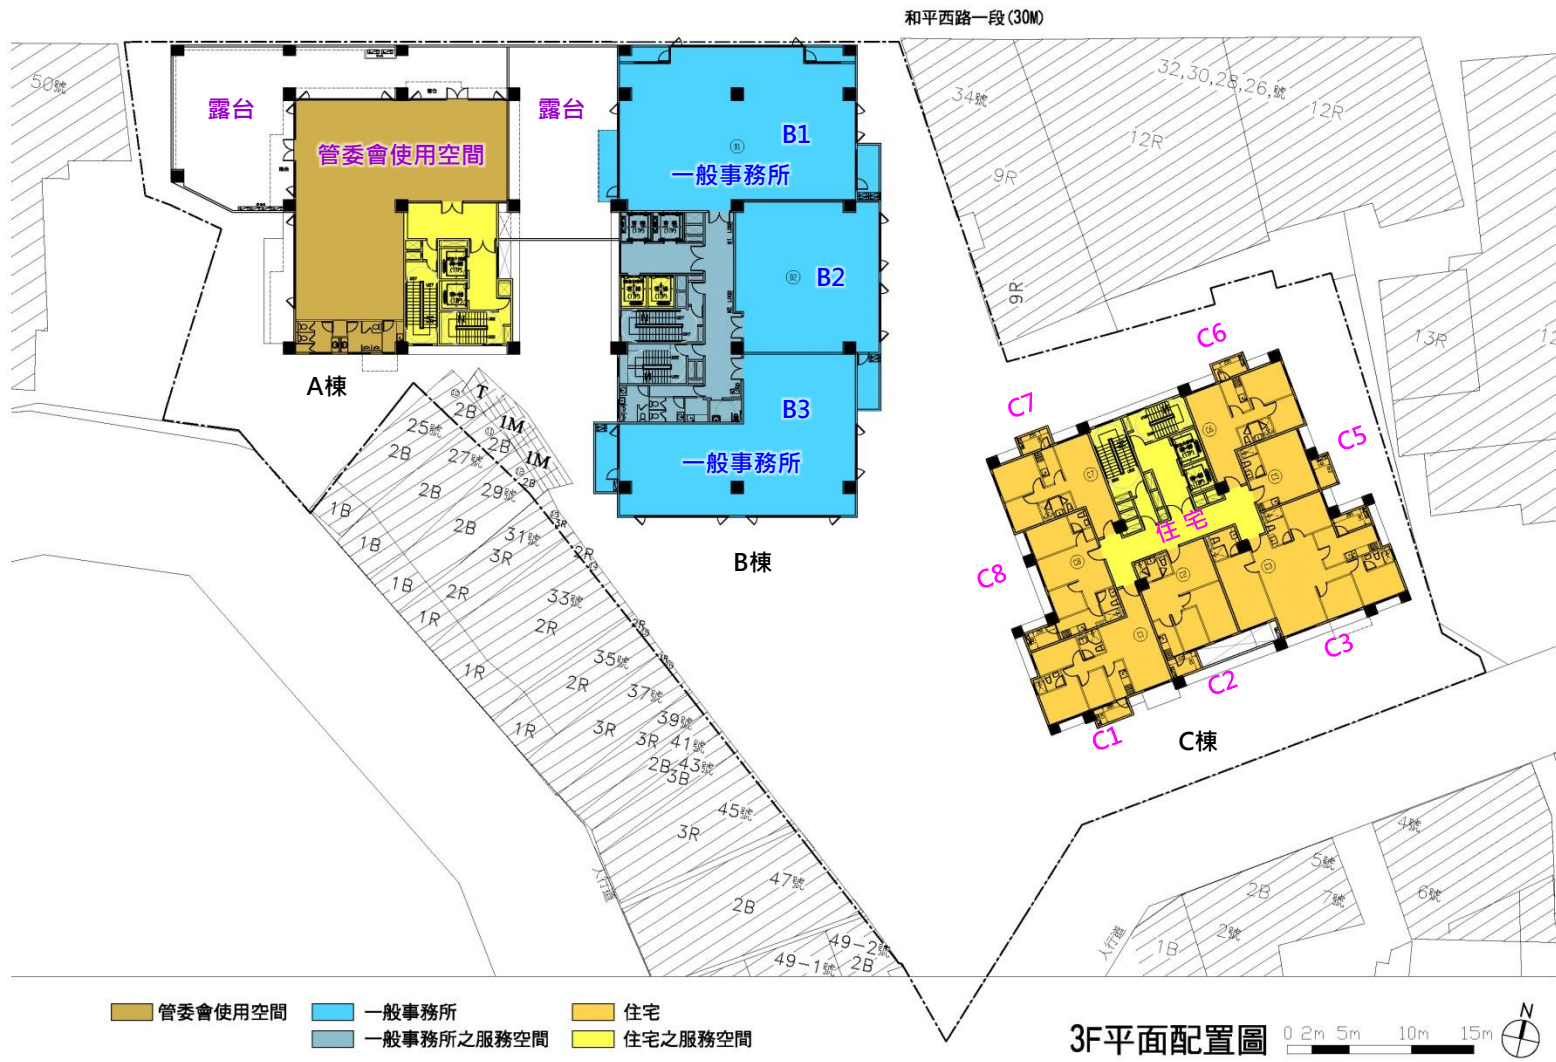 和平西路一段(30M)
50號
露台
露台
管委會使用空間
B1
一般事務所
B2
B3
一般事務所
A棟
B棟
34號
32,30,28,26,號
12R
12R
9R
9R
13R
12
C6
C7
C5
住宅
C8
C3
C2
C1
C棟
T
1M
1M
2B
25號
2B
27號
2B
2B
29號
2B
1B
2B
31號
3R
3R
2R
1B
1B
2R
33號
2R
2R
1R
1R
35號
2R
37號
1R
3R
39號
3R
41號
2B
43號
3B
45號
3R
47號
2B
49-2號
49-1號
2B
人行道
人行道
1B
2B
2號
5號
7號
4號
6號
管委會使用空間
一般事務所
住宅
一般事務所之服務空間
住宅之服務空間
3F平面配置圖
0 2m 5m 10m 15m
N